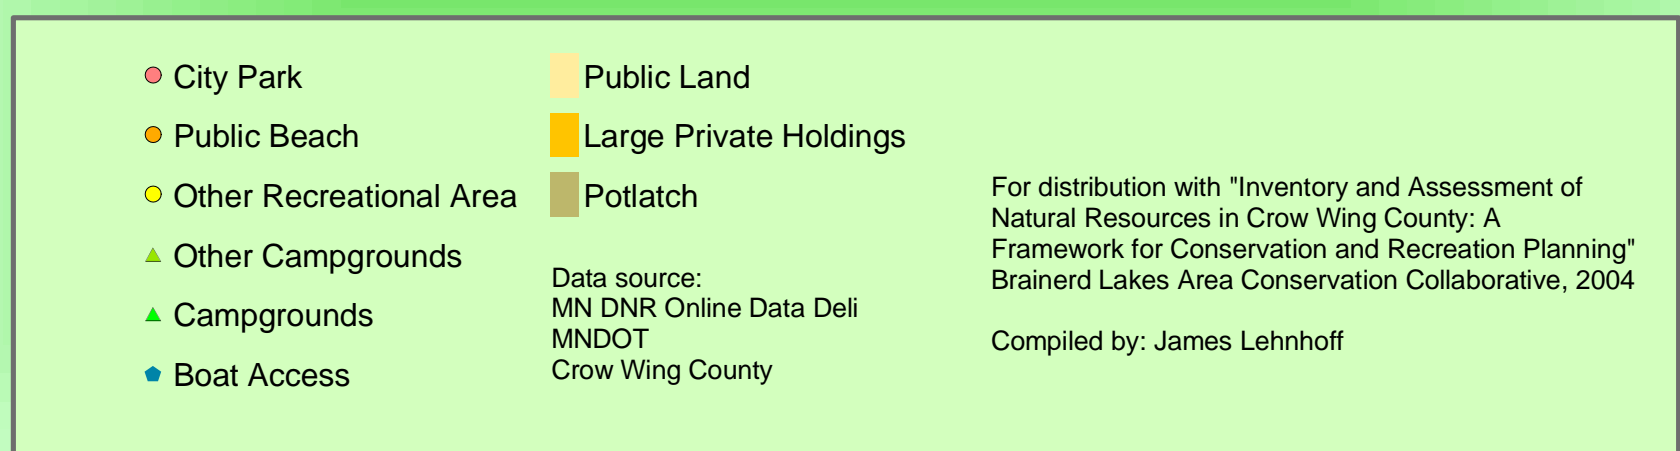 City Park
Public Beach
Other Recreational Area
Other Campgrounds
Campgrounds
Boat Access
Public Land
Large Private Holdings
Potlatch
Data source:
MN DNR Online Data Deli
MNDOT
Crow Wing County
For distribution with "Inventory and Assessment of
Natural Resources in Crow Wing County: A
Framework for Conservation and Recreation Planning"
Brainerd Lakes Area Conservation Collaborative, 2004
Compiled by: James Lehnhoff